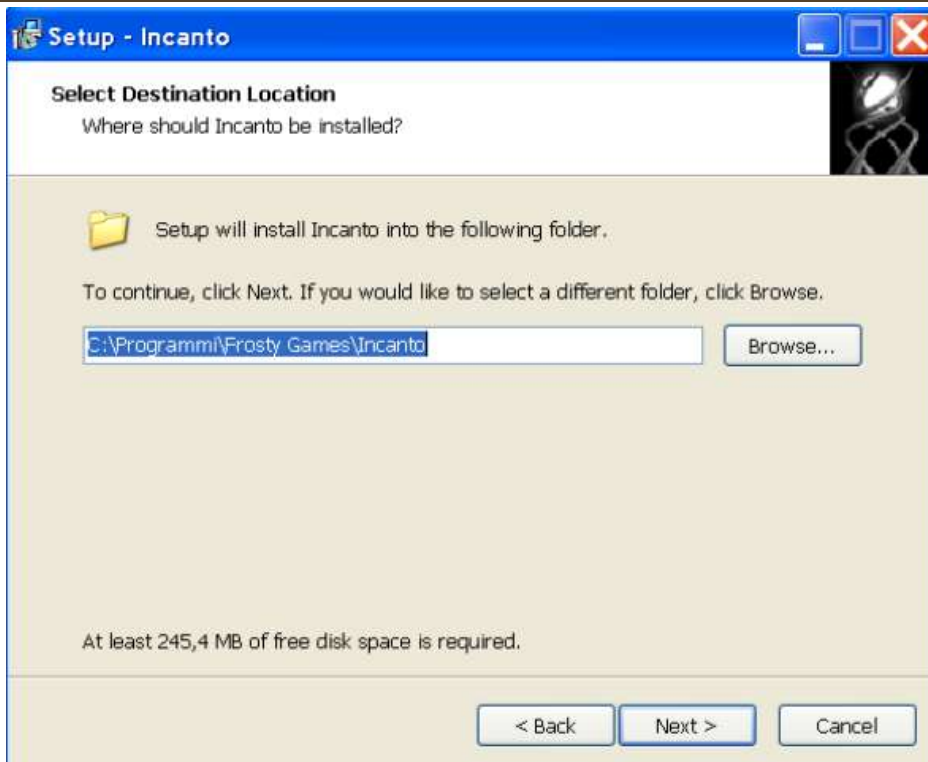 Setup - Incanto
Select Destination Location
Where should Incanto be installed?
Setup will install Incanto into the following folder.
To continue, click Next. If you would like to select a different folder, click Browse.
C:\Programmi\Frosty Games\Incanto
Browse...
At least 245,4 MB of free disk space is required.
< Back
Next >
Cancel